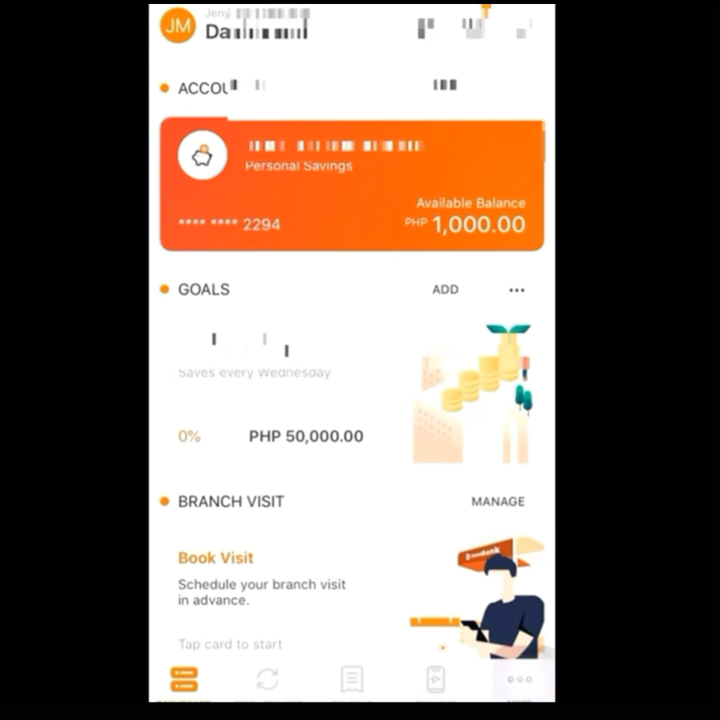 JM
ACCOU
Personal Savings
Available Balance
**** **** 2294
PHP 1,000.00
GOALS
ADD
Saves every Wednesday
0%
PHP 50,000.00
BRANCH VISIT
MANAGE
Book Visit
Schedule your branch visit
in advance.
Tap card to start